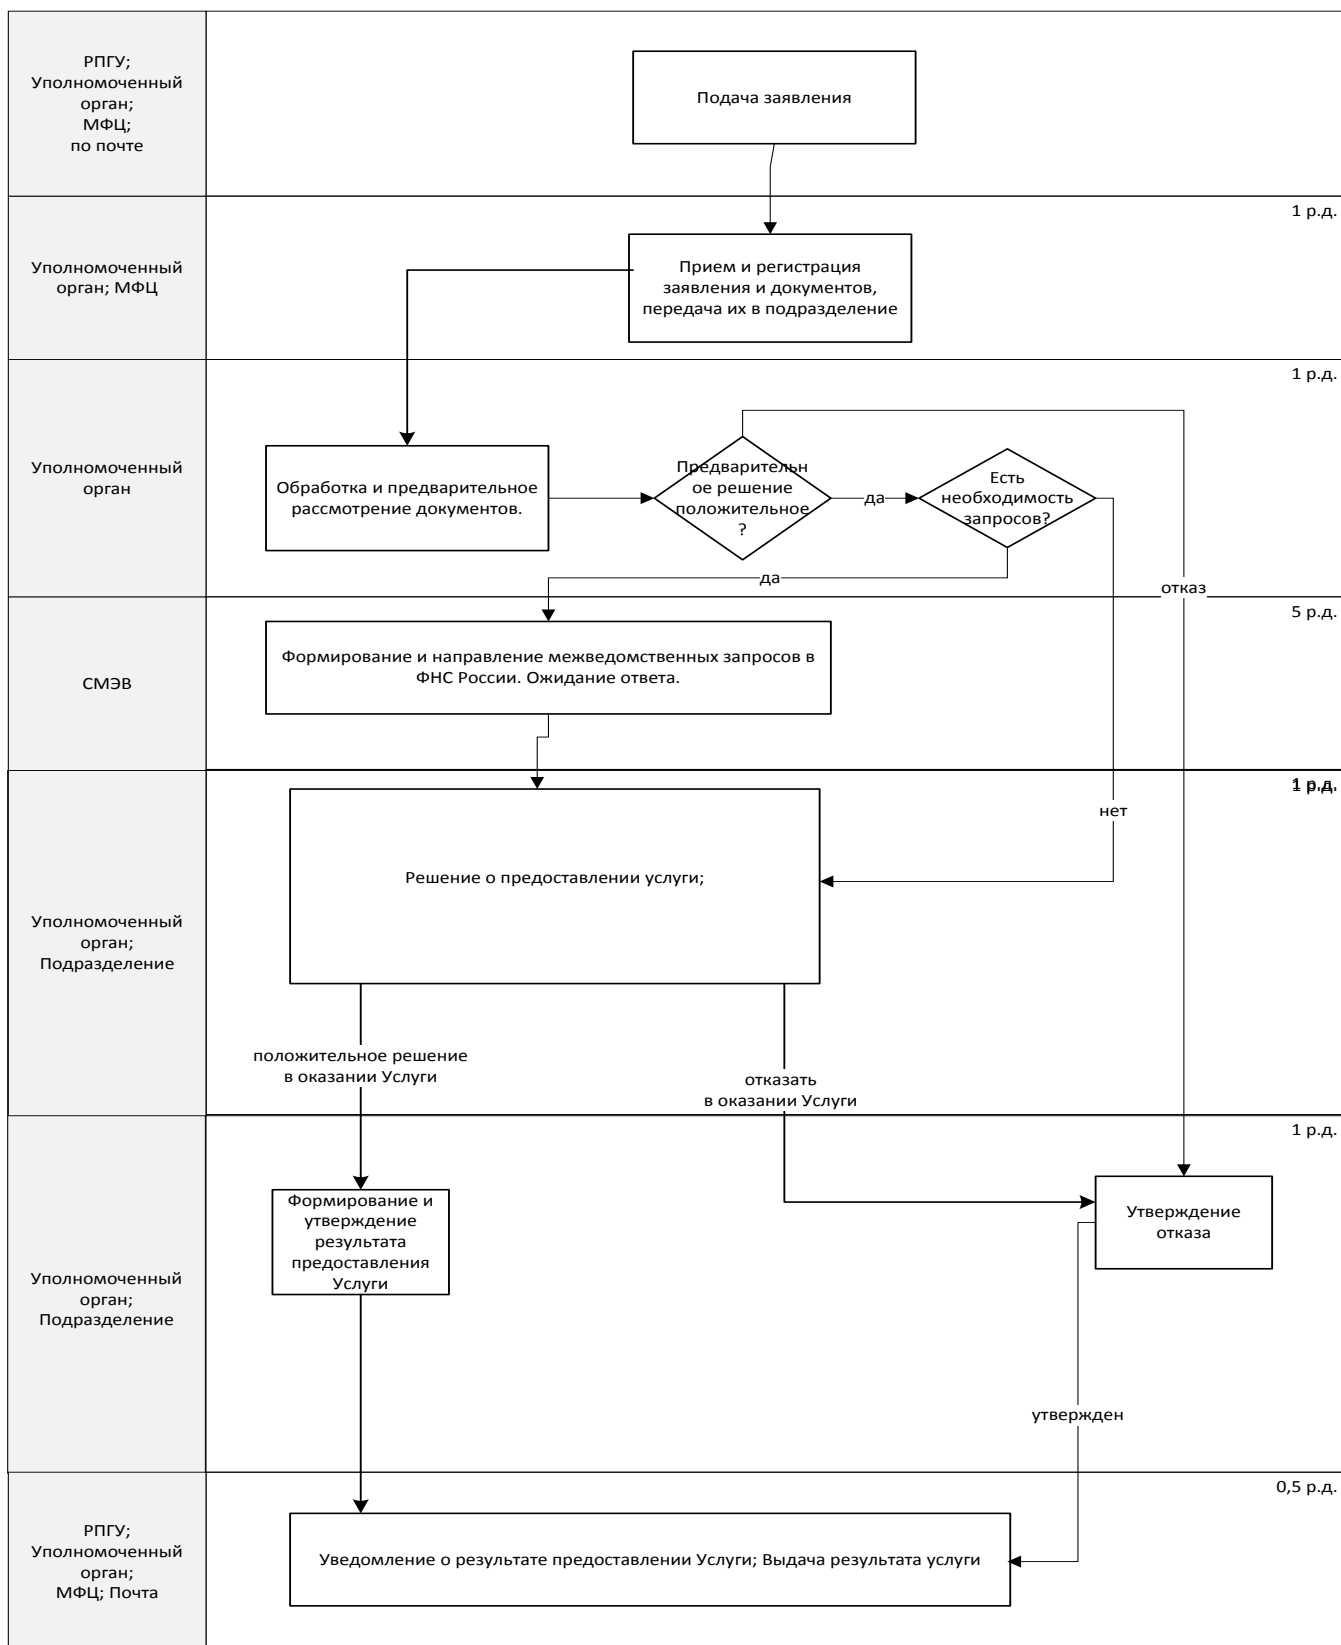 РПГУ;
Уполномоченный
орган;
МФЦ;
по почте
Подача заявления
1 р.д.
Уполномоченный
орган; МФЦ
Прием и регистрация
заявления и документов,
передача их в подразделение
1 р.д.
Уполномоченный
орган
Обработка и предварительное
рассмотрение документов.
Предварительн
ое решение
положительное
?
да
Есть
необходимость
запросов?
да
отказ
5 р.д.
СМЭВ
Формирование и направление межведомственных запросов в
ФНС России. Ожидание ответа.
1 р.д.
нет
Уполномоченный
орган;
Подразделение
Решение о предоставлении услуги;
положительное решение
в оказании Услуги
отказать
в оказании Услуги
1 р.д.
Уполномоченный
орган;
Подразделение
Формирование и
утверждение
результата
предоставления
Услуги
Утверждение
отказа
утвержден
0,5 р.д.
РПГУ;
Уполномоченный
орган;
МФЦ; Почта
Уведомление о результате предоставлении Услуги; Выдача результата услуги